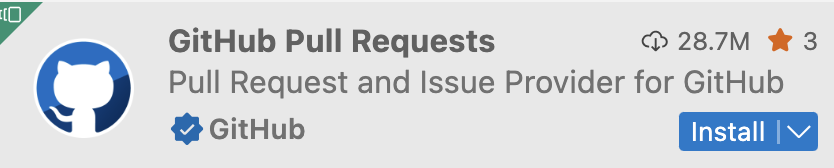 GitHub Pull Requests 28.7M 3
Pull Request and Issue Provider for GitHub
GitHub Install